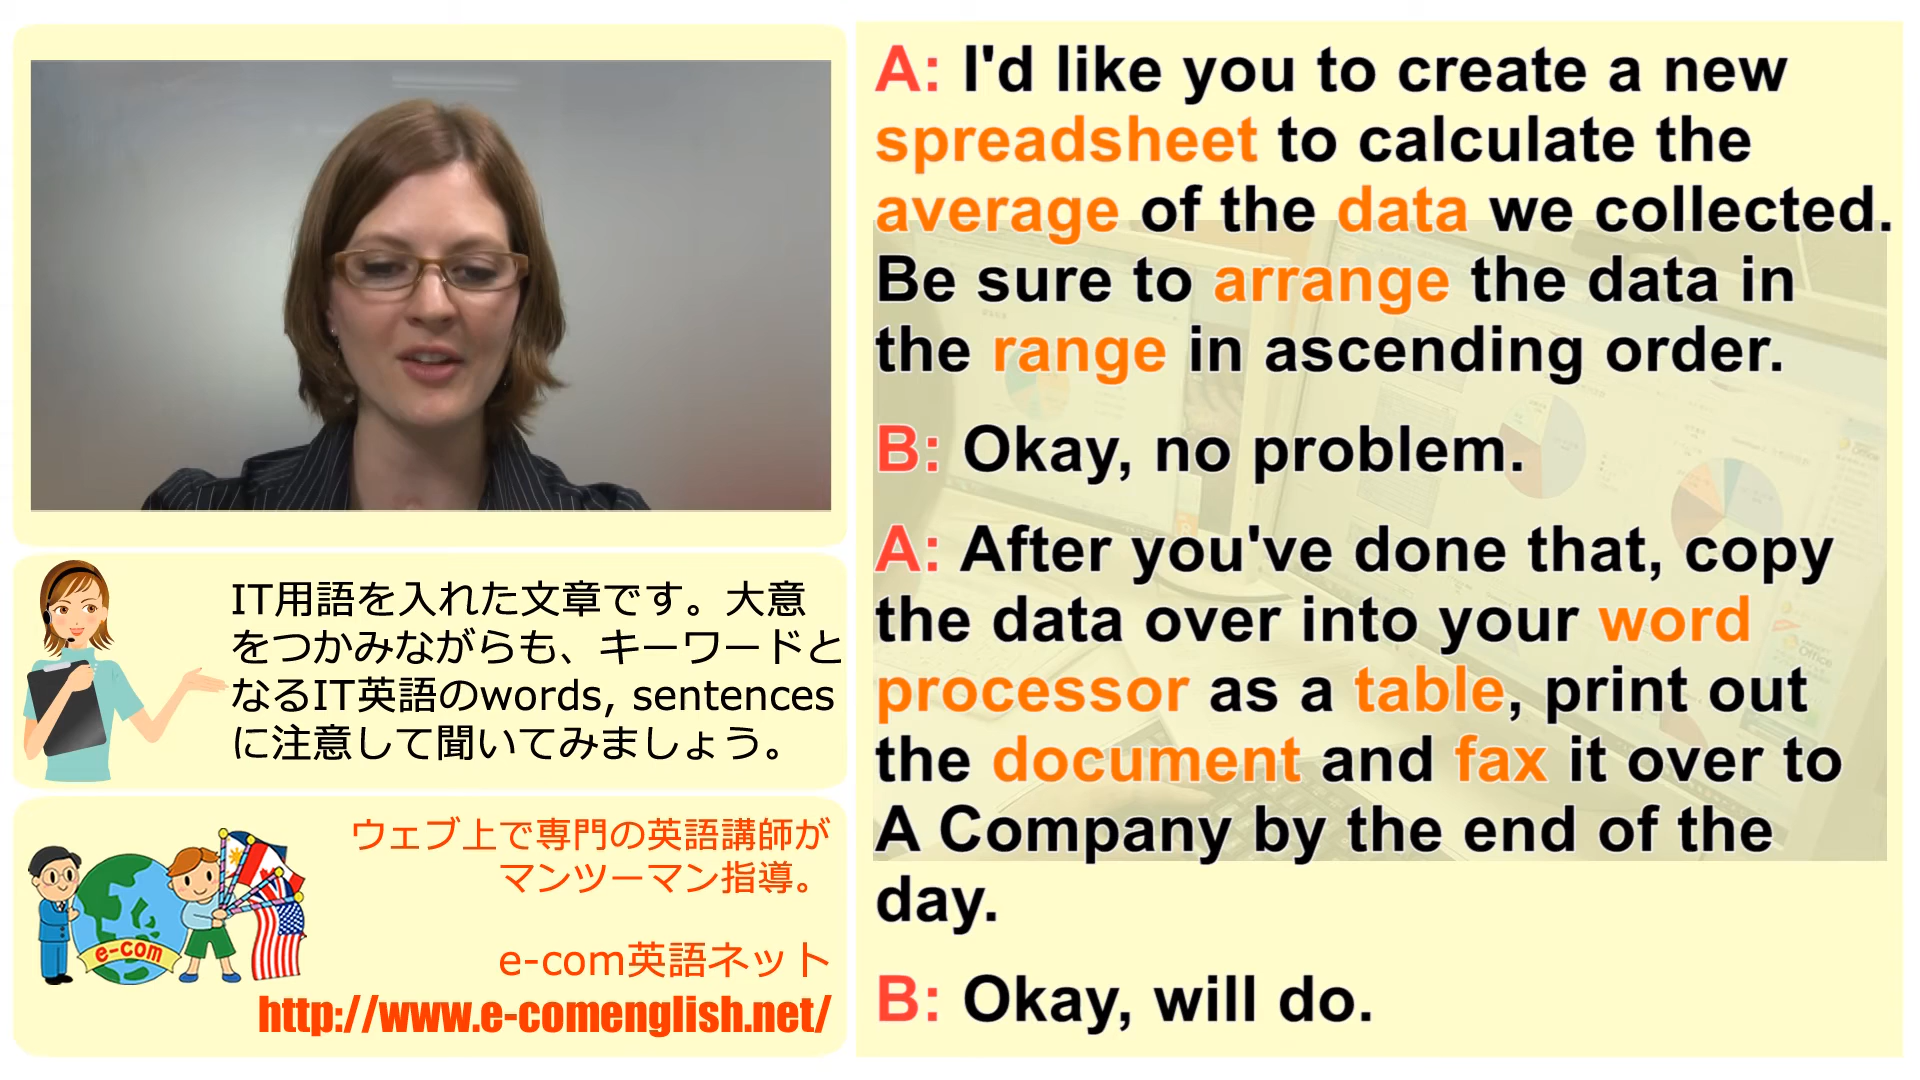 A: I'd like you to create a new
spreadsheet to calculate the
average of the data we collected.
Be sure to arrange the data in
the range in ascending order.
B: Okay, no problem.
A: After you've done that, copy
the data over into your word
processor as a table, print out
the document and fax it over to
A Company by the end of the
day.
B: Okay, will do.
IT用語を入れた文章です。大意
をつかみながらも、キーワードと
なるIT英語のwords, sentences
に注意して聞いてみましょう。
ウェブ上で専門の英語講師が
マンツーマン指導。
e-com英語ネット
http://www.e-comenglish.net/
e-com